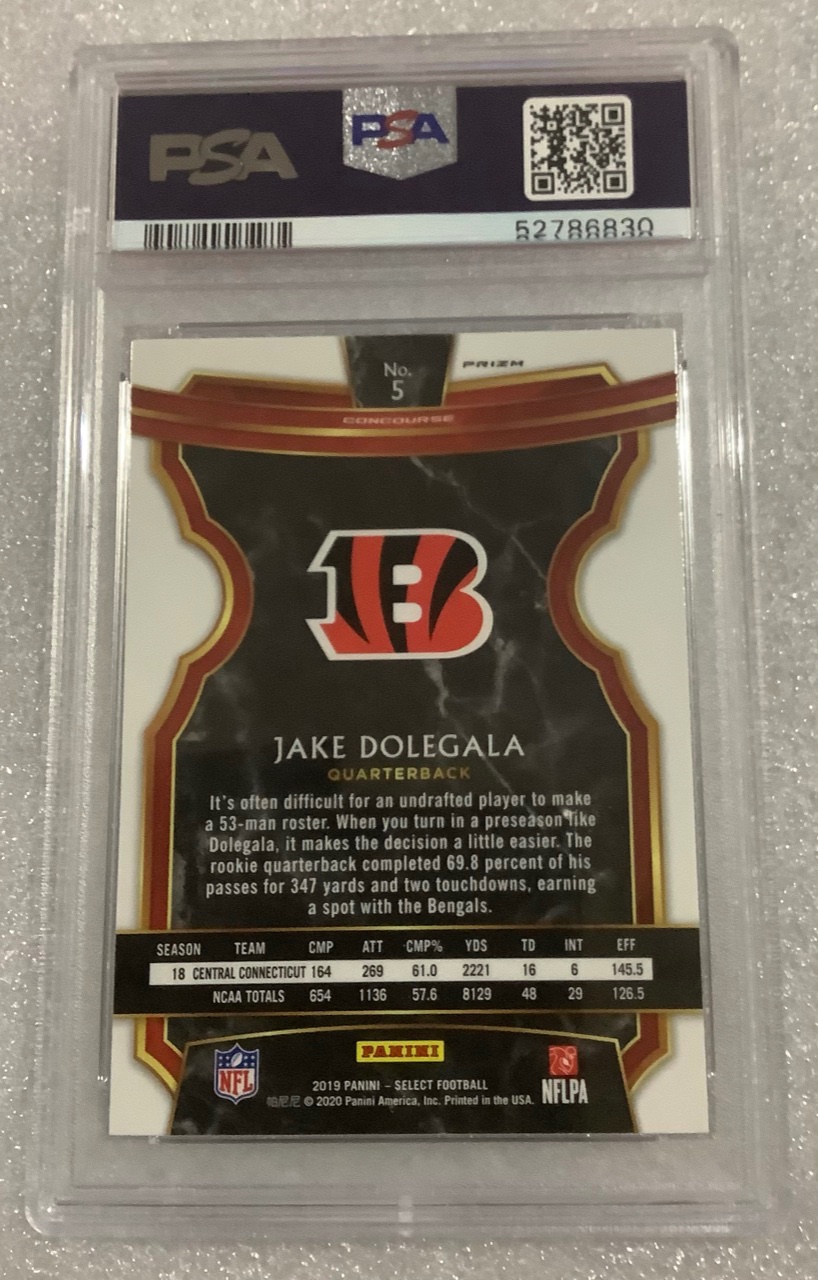 PSA PSA
52786830
No.
5
PRIZM
CONCOURSE
B
JAKE DOLEGALA
QUARTERBACK
It's often difficult for an undrafted player to make
a 53-man roster. When you turn in a preseason like
Dolegala, it makes the decision a little easier. The
rookie quarterback completed 69.8 percent of his
passes for 347 yards and two touchdowns, earning
a spot with the Bengals.
SEASON TEAM CMP ATT CMP% YDS TD INT EFF
18 CENTRAL CONNECTICUT 164 269 61.0 2221 16 6 145.5
NCAA TOTALS 654 1136 57.6 8129 48 29 126.5
PANINI
NFL
NFLPA
2019 PANINI – SELECT FOOTBALL
帕尼尼 © 2020 Panini America, Inc. Printed in the USA.